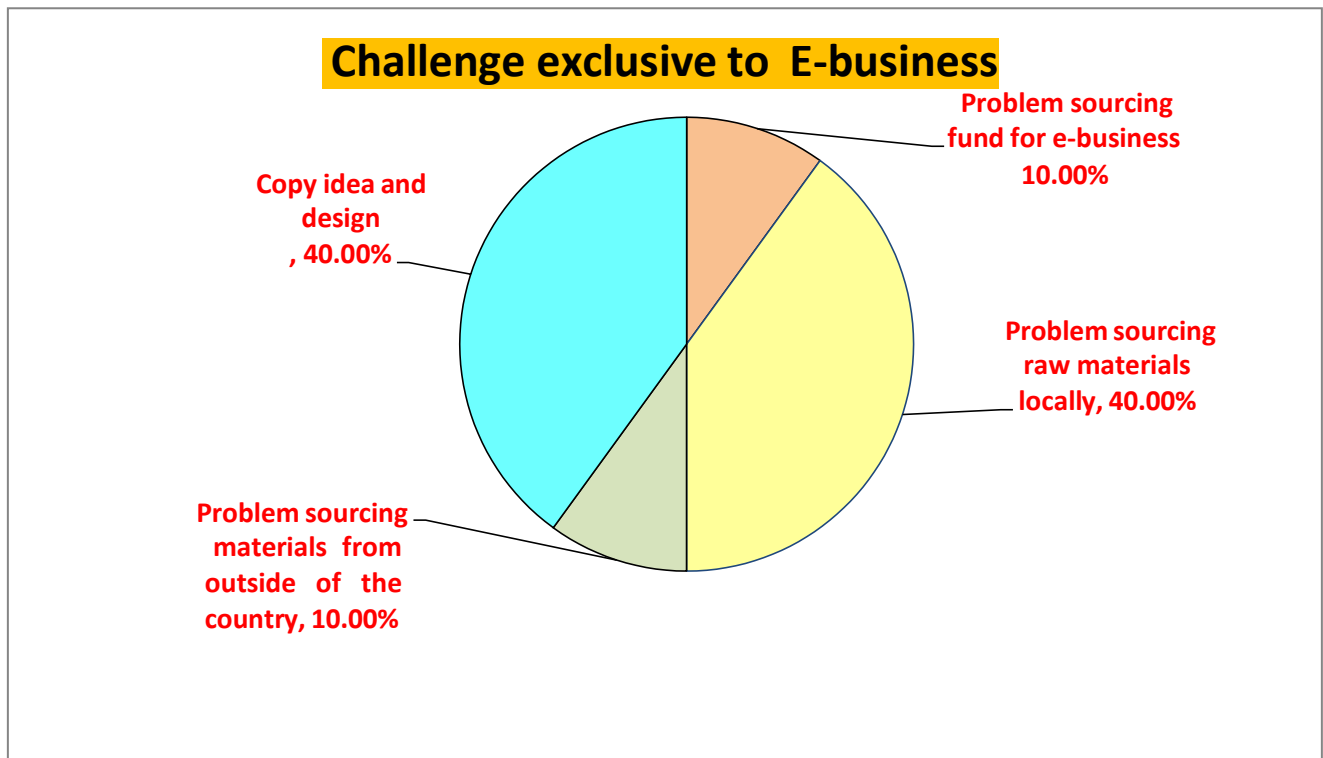 Challenge exclusive to E-business
Problem sourcing
fund for e-business
10.00%
Copy idea and
design
, 40.00%
Problem sourcing
raw materials
locally, 40.00%
Problem sourcing
materials from
outside of the
country, 10.00%